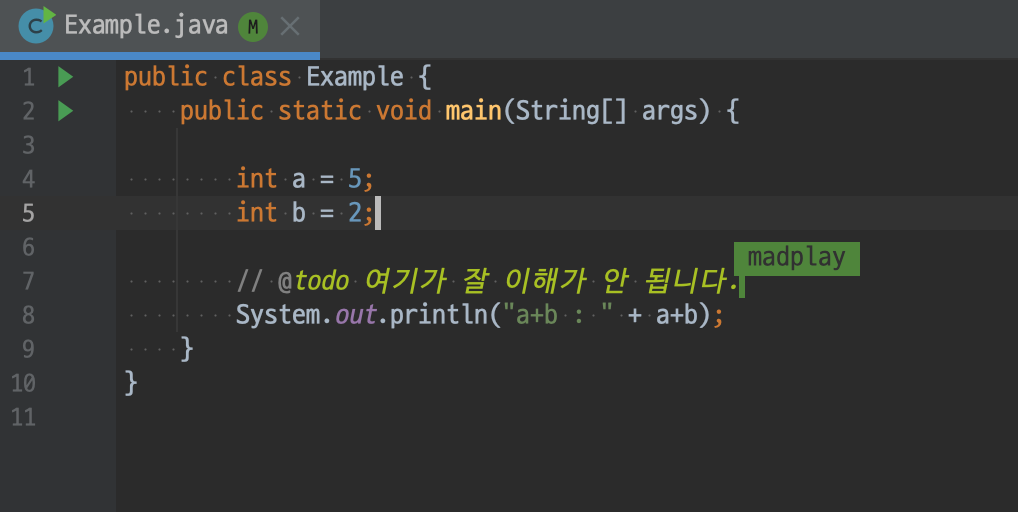 Example.java M
1 public class Example {
2     public static void main(String[] args) {
3
4         int a = 5;
5         int b = 2;
6
madplay
7         // @todo 여기가 잘 이해가 안 됩니다.
8         System.out.println("a+b : " + a+b);
9     }
10 }
11